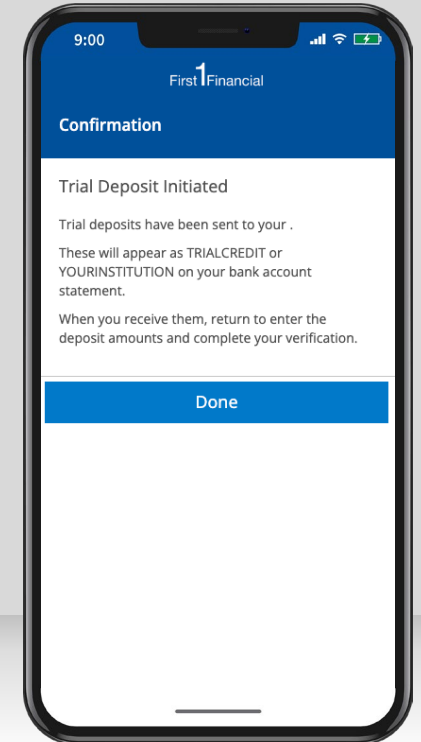 9:00
First1Financial
Confirmation
Trial Deposit Initiated
Trial deposits have been sent to your .
These will appear as TRIALCREDIT or
YOURINSTITUTION on your bank account
statement.
When you receive them, return to enter the
deposit amounts and complete your verification.
Done